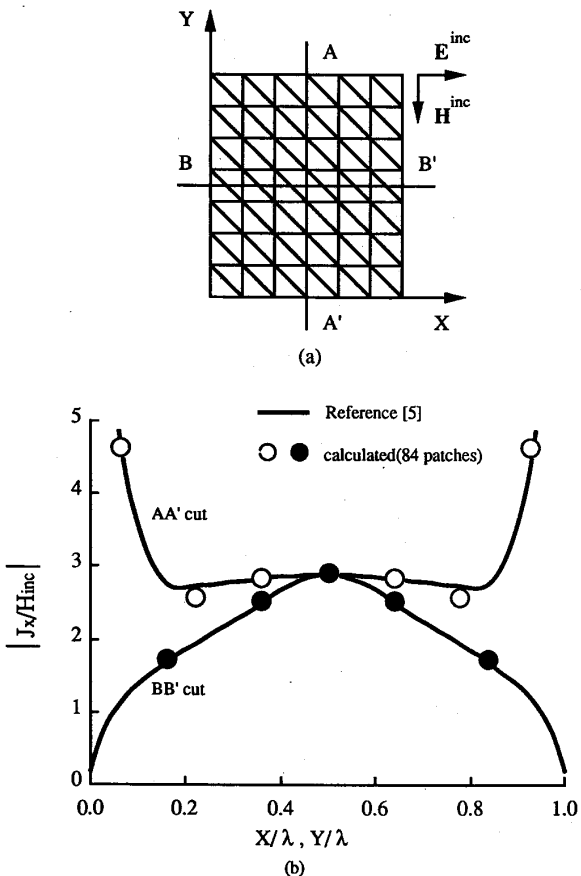 Y
A
E inc
H inc
B
B'
A'
X
(a)
Reference [5]
calculated(84 patches)
5
4
3
2
1
0
|Jx/Hinc|
AA' cut
BB' cut
0.0 0.2 0.4 0.6 0.8 1.0
X/λ , Y/λ
(b)